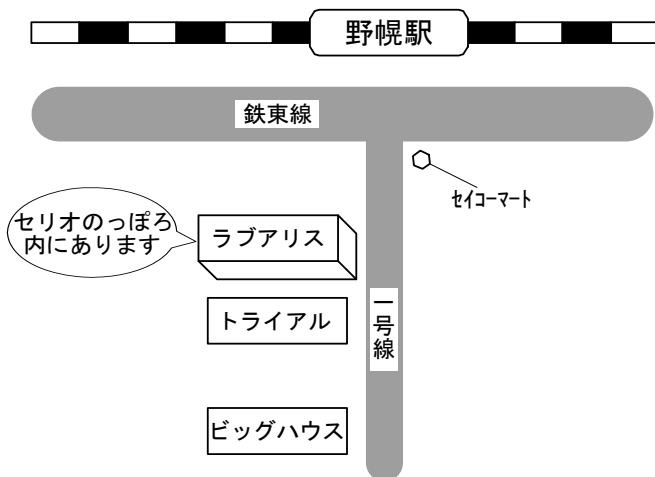 野幌駅
鉄東線
セイコーマート
セリオのっぽろ
内にあります
ラブアリス
トライアル
一号線
ビッグハウス